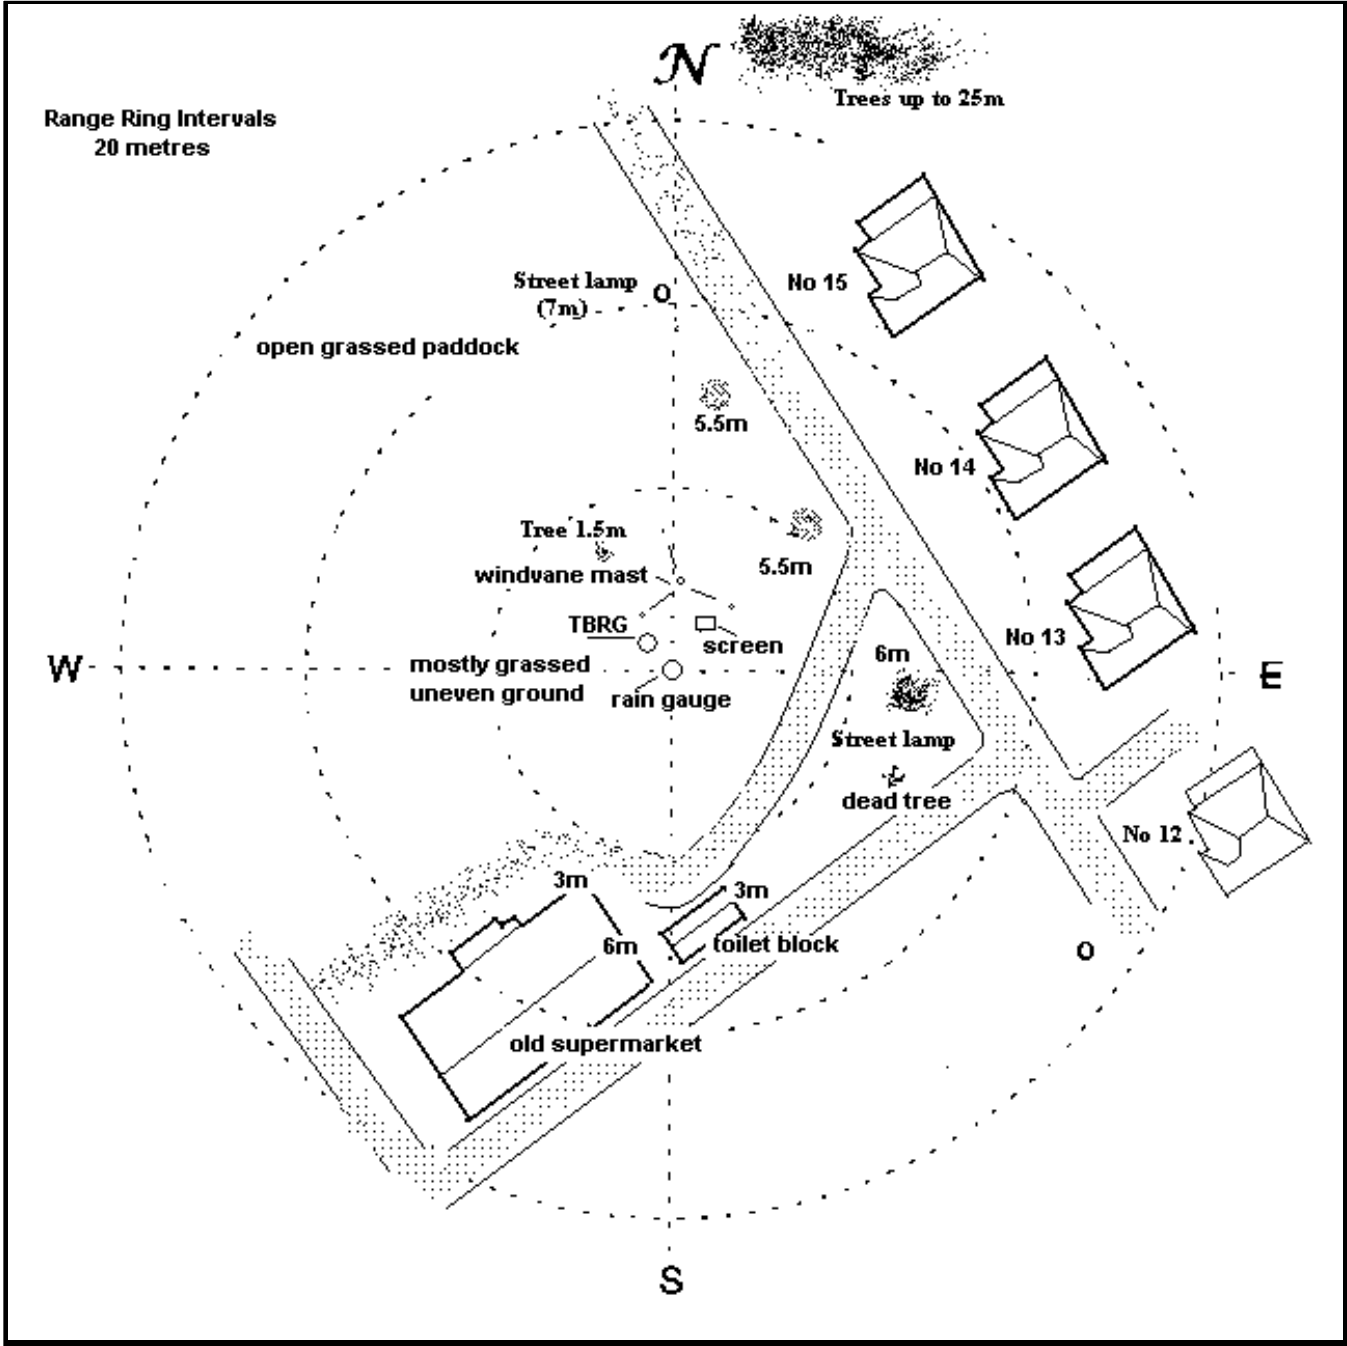 N
Trees up to 25m
Range Ring Intervals
20 metres
No 15
Street lamp
(7m)
O
open grassed paddock
5.5m
No 14
Tree 1.5m
5.5m
windvane mast
TBRG
screen
No 13
6m
W
mostly grassed
uneven ground
rain gauge
E
Street lamp
dead tree
No 12
3m
3m
6m
toilet block
O
old supermarket
S